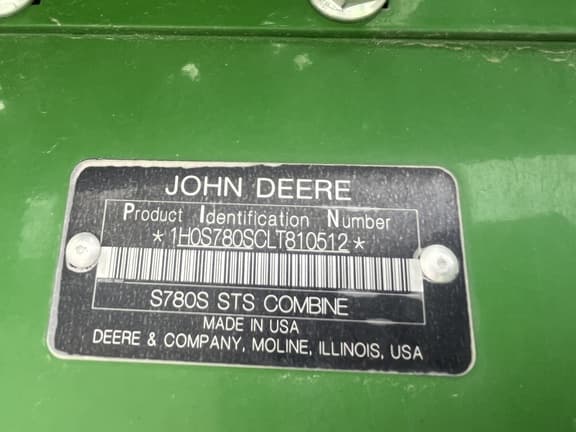 JOHN DEERE
Product Identification Number
*1H0S780SCLT810512*
S780S STS COMBINE
MADE IN USA
DEERE & COMPANY, MOLINE, ILLINOIS, USA